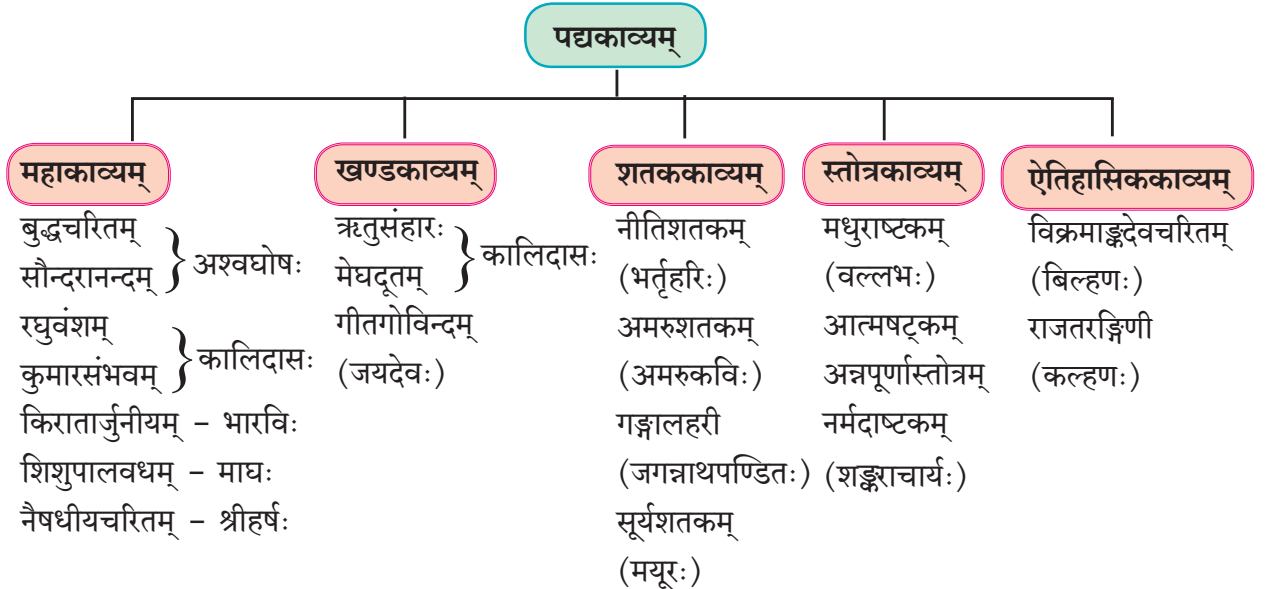 पद्यकाव्यम्
महाकाव्यम्
बुद्धचरितम्
सौन्दरानन्दम् } अश्वघोषः
रघुवंशम्
कुमारसंभवम् } कालिदासः
किरातार्जुनीयम् – भारविः
शिशुपालवधम् – माघः
नैषधीयचरितम् – श्रीहर्षः
खण्डकाव्यम्
ऋतुसंहारः
मेघदूतम् } कालिदासः
गीतगोविन्दम्
(जयदेवः)
शतककाव्यम्
नीतिशतकम्
(भर्तृहरिः)
अमरुशतकम्
(अमरुकविः)
गङ्गालहरी
(जगन्नाथपण्डितः)
सूर्यशतकम्
(मयूरः)
स्तोत्रकाव्यम्
मधुराष्टकम्
(वल्लभः)
आत्मषट्कम्
अन्नपूर्णास्तोत्रम्
नर्मदाष्टकम्
(शङ्कराचार्यः)
ऐतिहासिककाव्यम्
विक्रमाङ्कदेवचरितम्
(बिल्हणः)
राजतरङ्गिणी
(कल्हणः)